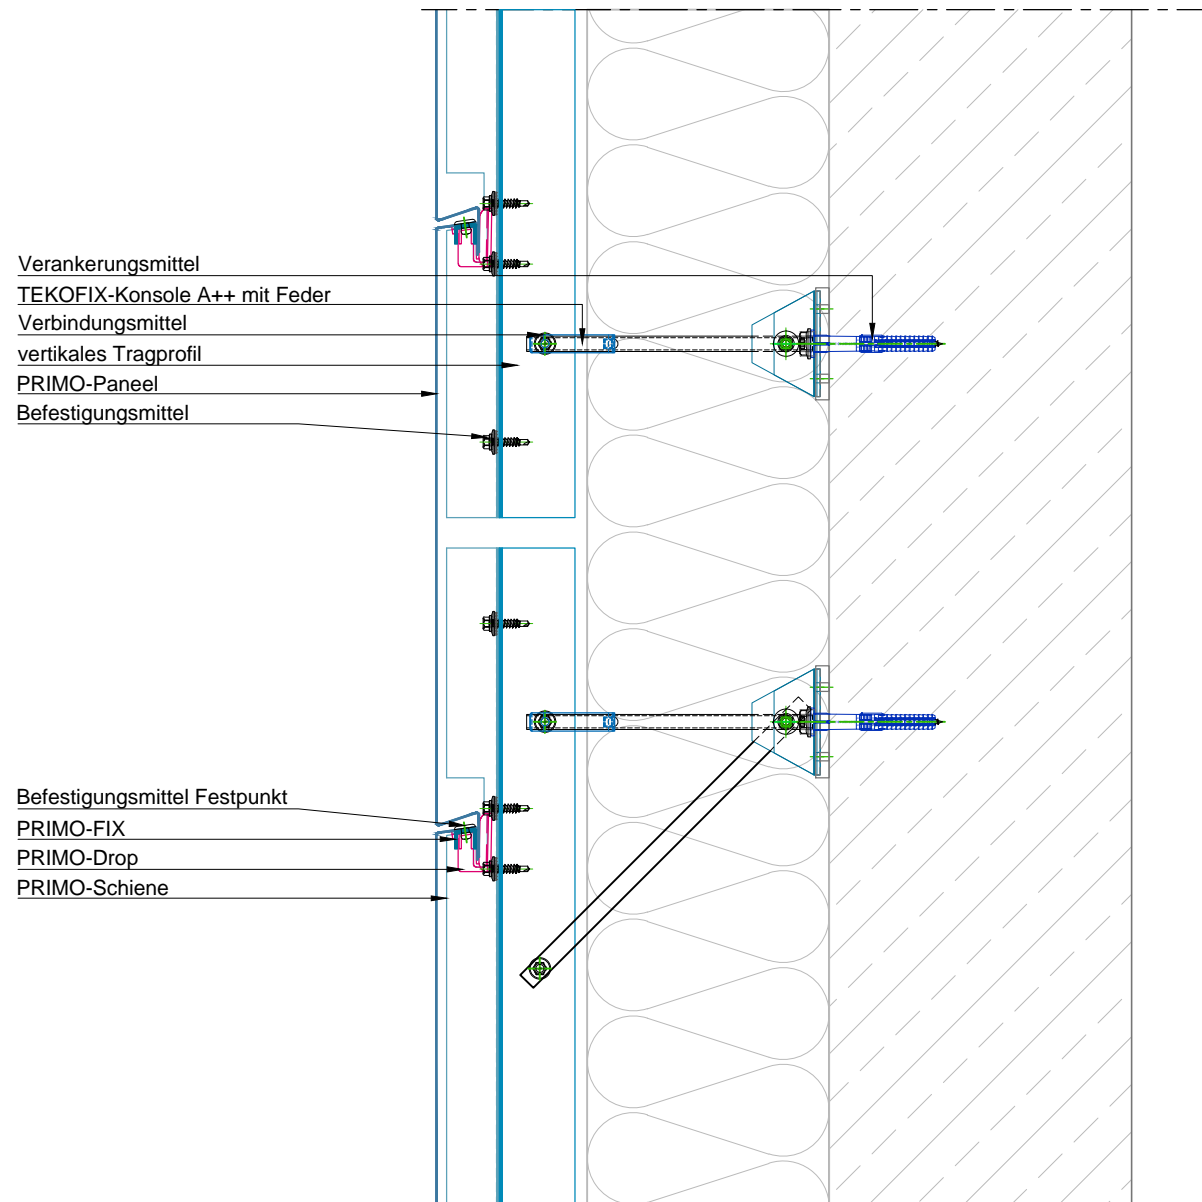 Verankerungsmittel
TEKOFIX-Konsole A++ mit Feder
Verbindungsmittel
vertikales Tragprofil
PRIMO-Paneel
Befestigungsmittel
Befestigungsmittel Festpunkt
PRIMO-FIX
PRIMO-Drop
PRIMO-Schiene